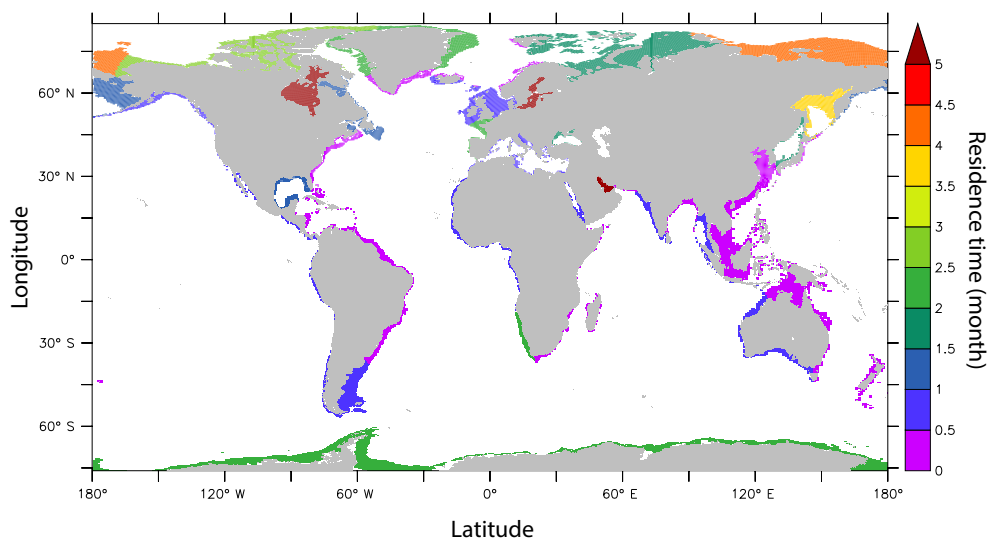 60° N
30° N
0°
30° S
60° S
Longitude
180°
120° W
60° W
0°
60° E
120° E
180°
Latitude
5
4.5
4
3.5
3
2.5
2
1.5
1
0.5
0
Residence time (month)